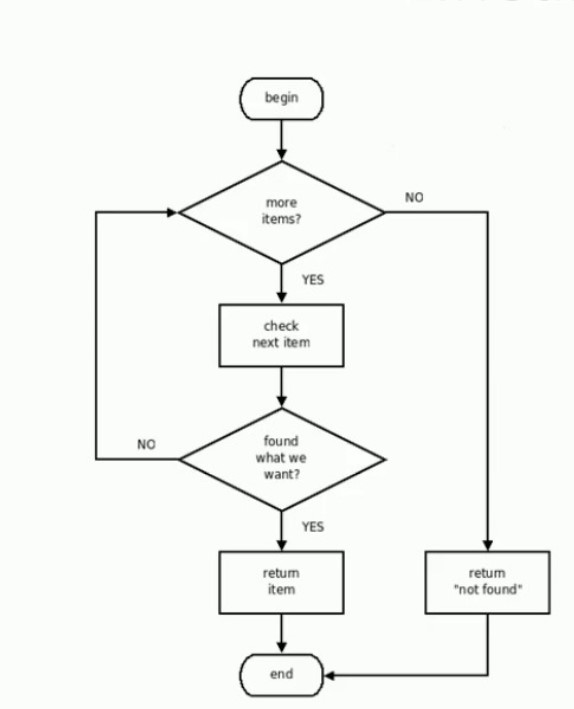 begin
more
items?
NO
YES
check
next item
found
what we
want?
NO
YES
return
item
return
"not found"
end